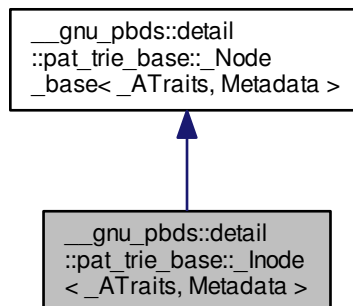 __gnu_pbds::detail
::pat_trie_base::_Node
_base< _ATraits, Metadata >
__gnu_pbds::detail
::pat_trie_base::_Inode
< _ATraits, Metadata >